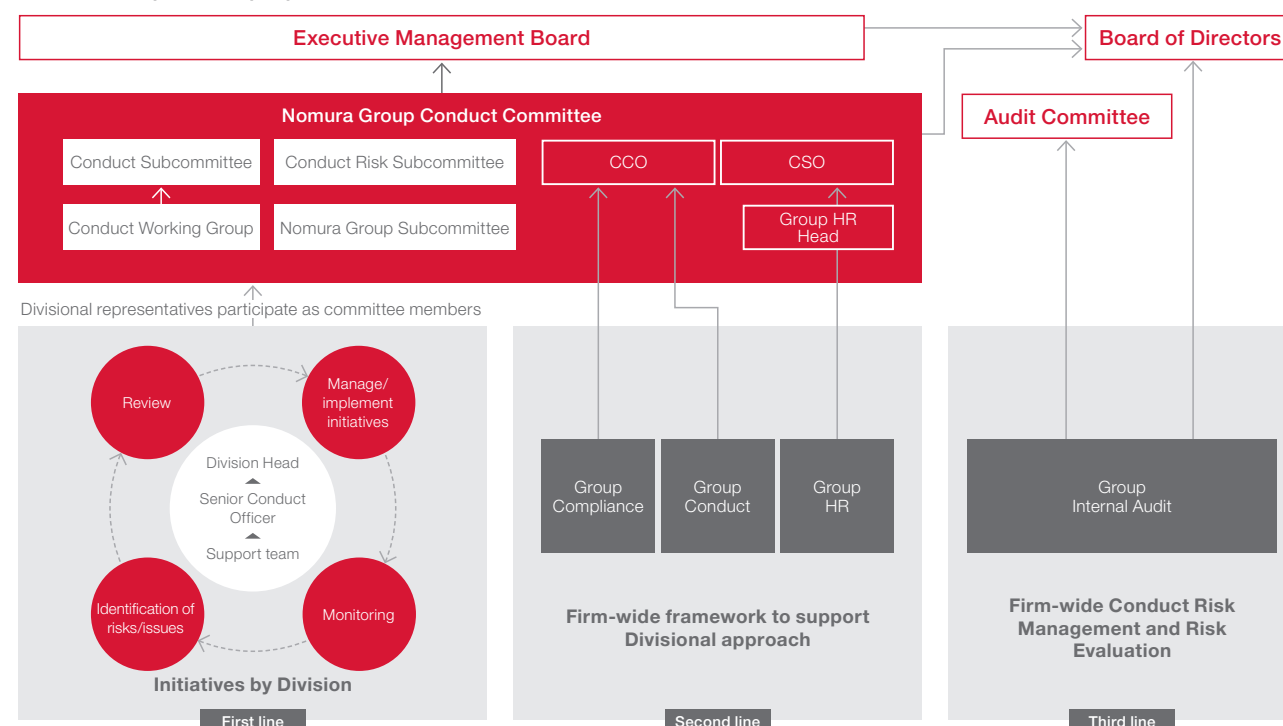 Executive Management Board
Board of Directors
Nomura Group Conduct Committee
Audit Committee
Conduct Subcommittee
Conduct Risk Subcommittee
CCO
CSO
Conduct Working Group
Nomura Group Subcommittee
Group HR
Head
Divisional representatives participate as committee members
Review
Manage/
implement
initiatives
Division Head
Senior Conduct
Officer
Support team
Identification of
risks/issues
Monitoring
Initiatives by Division
First line
Group
Compliance
Group
Conduct
Group
HR
Firm-wide framework to support
Divisional approach
Second line
Group
Internal Audit
Firm-wide Conduct Risk
Management and Risk
Evaluation
Third line